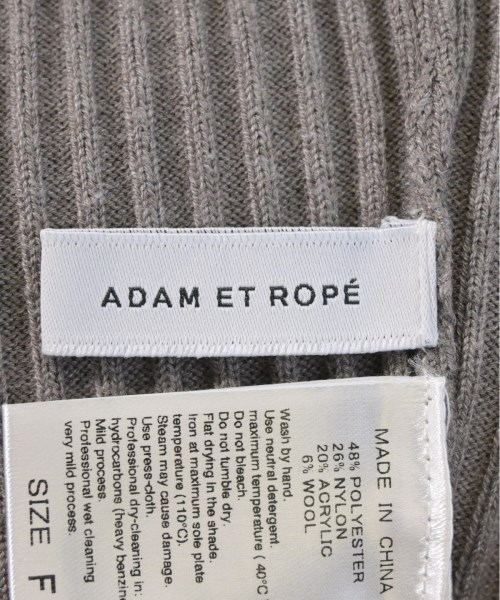 ADAM ET ROPÉ
MADE IN CHINA
48% POLYESTER
26% NYLON
20% ACRYLIC
6% WOOL
Wash by hand.
Use neutral detergent.
maximum temperature ( 40°C
Do not bleach.
Do not tumble dry.
Flat drying in the shade.
Iron at maximum sole plate
temperature (110°C).
Steam may cause damage.
Use press-cloth.
Professional dry-cleaning in:
hydrocarbons (heavy benzine
Mild process.
Professional wet cleaning
very mild process.
SIZE F